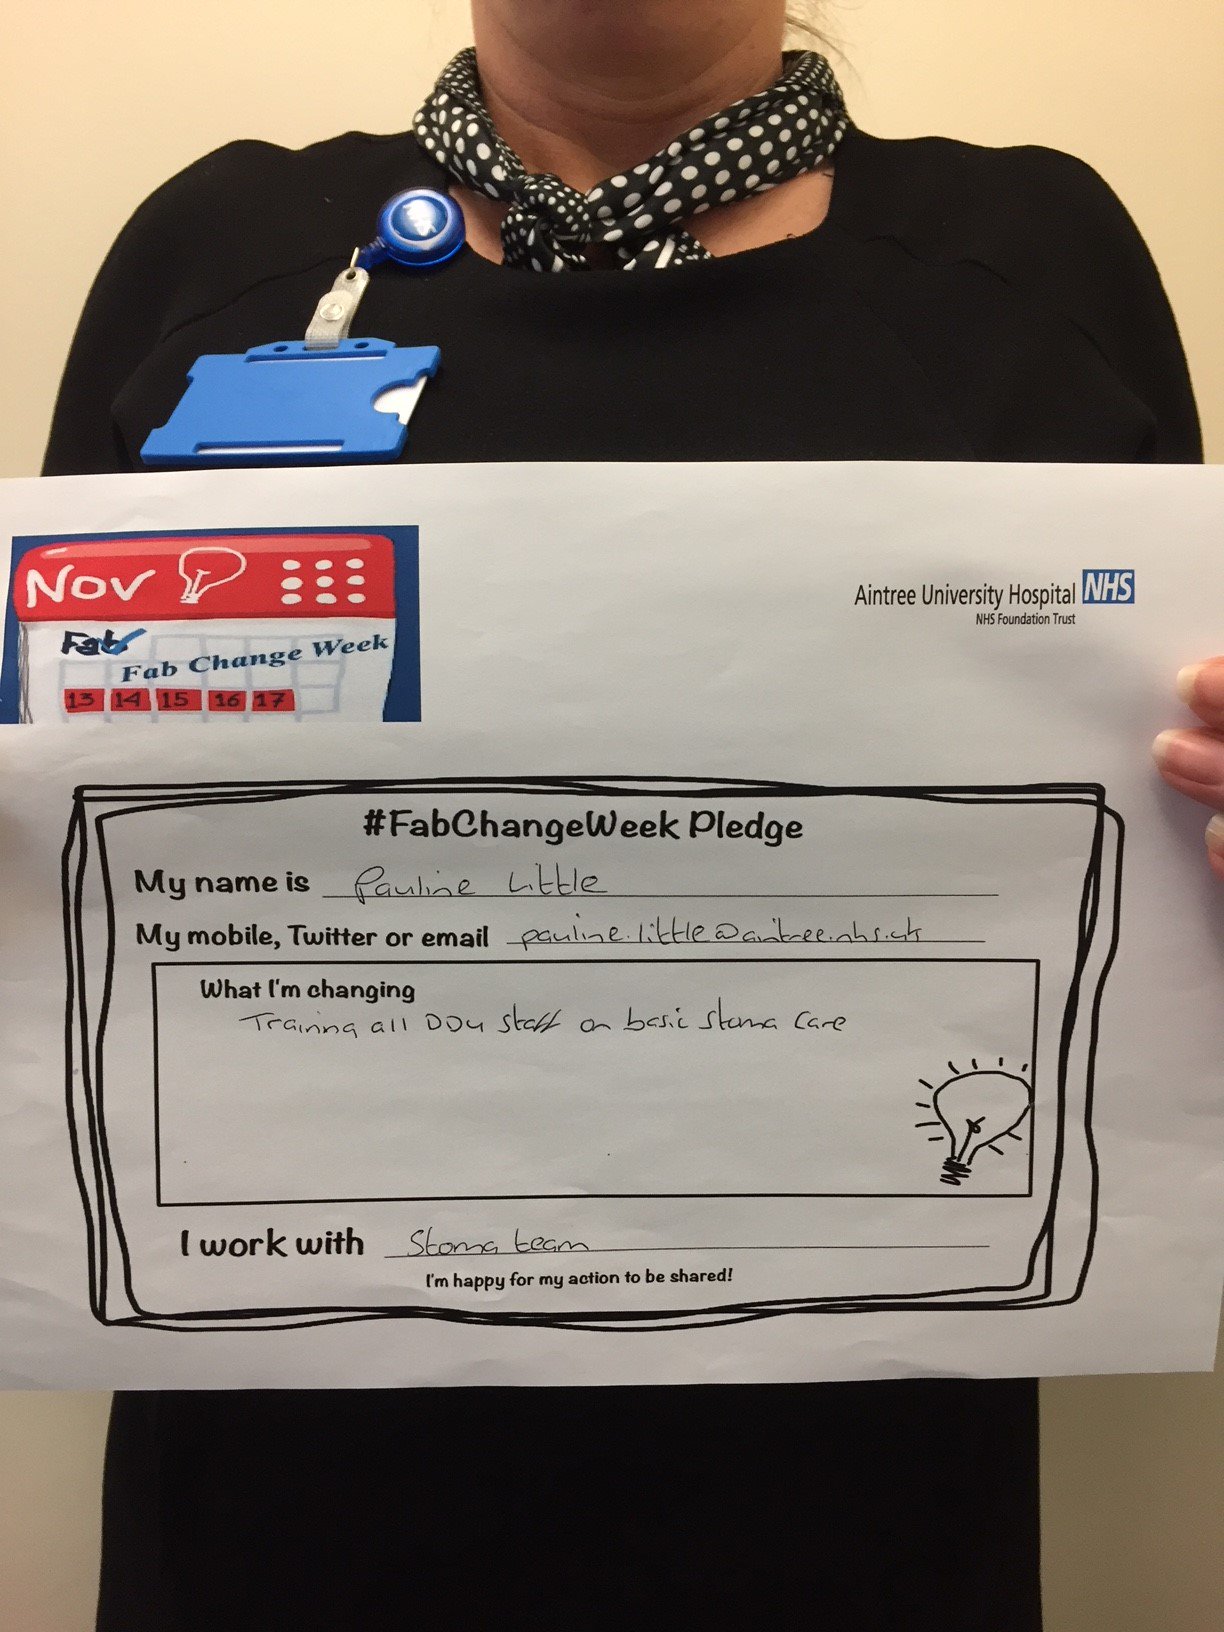 Nov
Fab
Fab Change Week
13 14 15 16 17
Aintree University Hospital NHS
NHS Foundation Trust
#FabChangeWeek Pledge
My name is Pauline Little
My mobile, Twitter or email pauline.little@aintree.nhs.uk
What I'm changing
Training all DDU staff on basic stoma care
I work with Stoma team
I'm happy for my action to be shared!